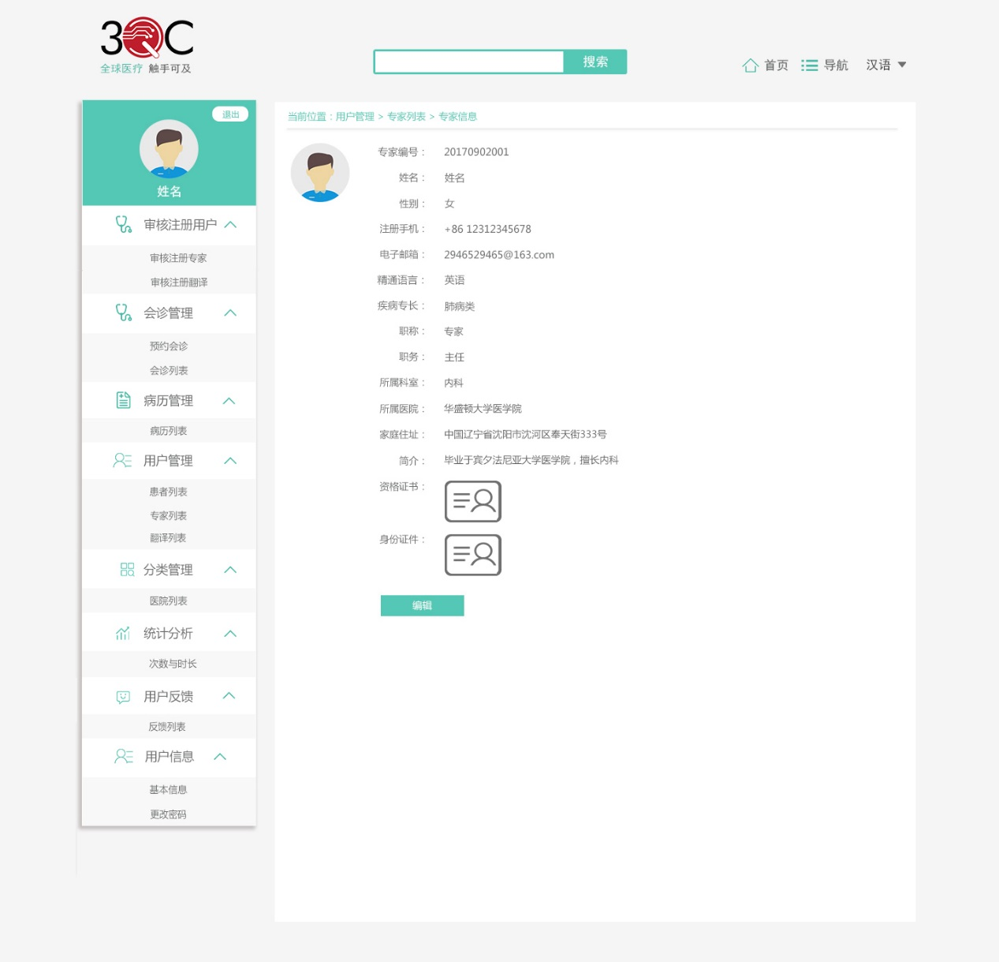 3QC
全球医疗 触手可及
搜索
首页
导航
汉语
退出
姓名
审核注册用户
审核注册专家
审核注册翻译
会诊管理
预约会诊
会诊列表
病历管理
病历列表
用户管理
患者列表
专家列表
翻译列表
分类管理
医院列表
统计分析
次数与时长
用户反馈
反馈列表
用户信息
基本信息
更改密码
当前位置：用户管理 > 专家列表 > 专家信息
专家编号： 20170902001
姓名： 姓名
性别： 女
注册手机： +86 12312345678
电子邮箱： 2946529465@163.com
精通语言： 英语
疾病专长： 肺病类
职称： 专家
职务： 主任
所属科室： 内科
所属医院： 华盛顿大学医学院
家庭住址： 中国辽宁省沈阳市沈河区奉天街333号
简介： 毕业于宾夕法尼亚大学医学院，擅长内科
资格证书：
身份证件：
编辑